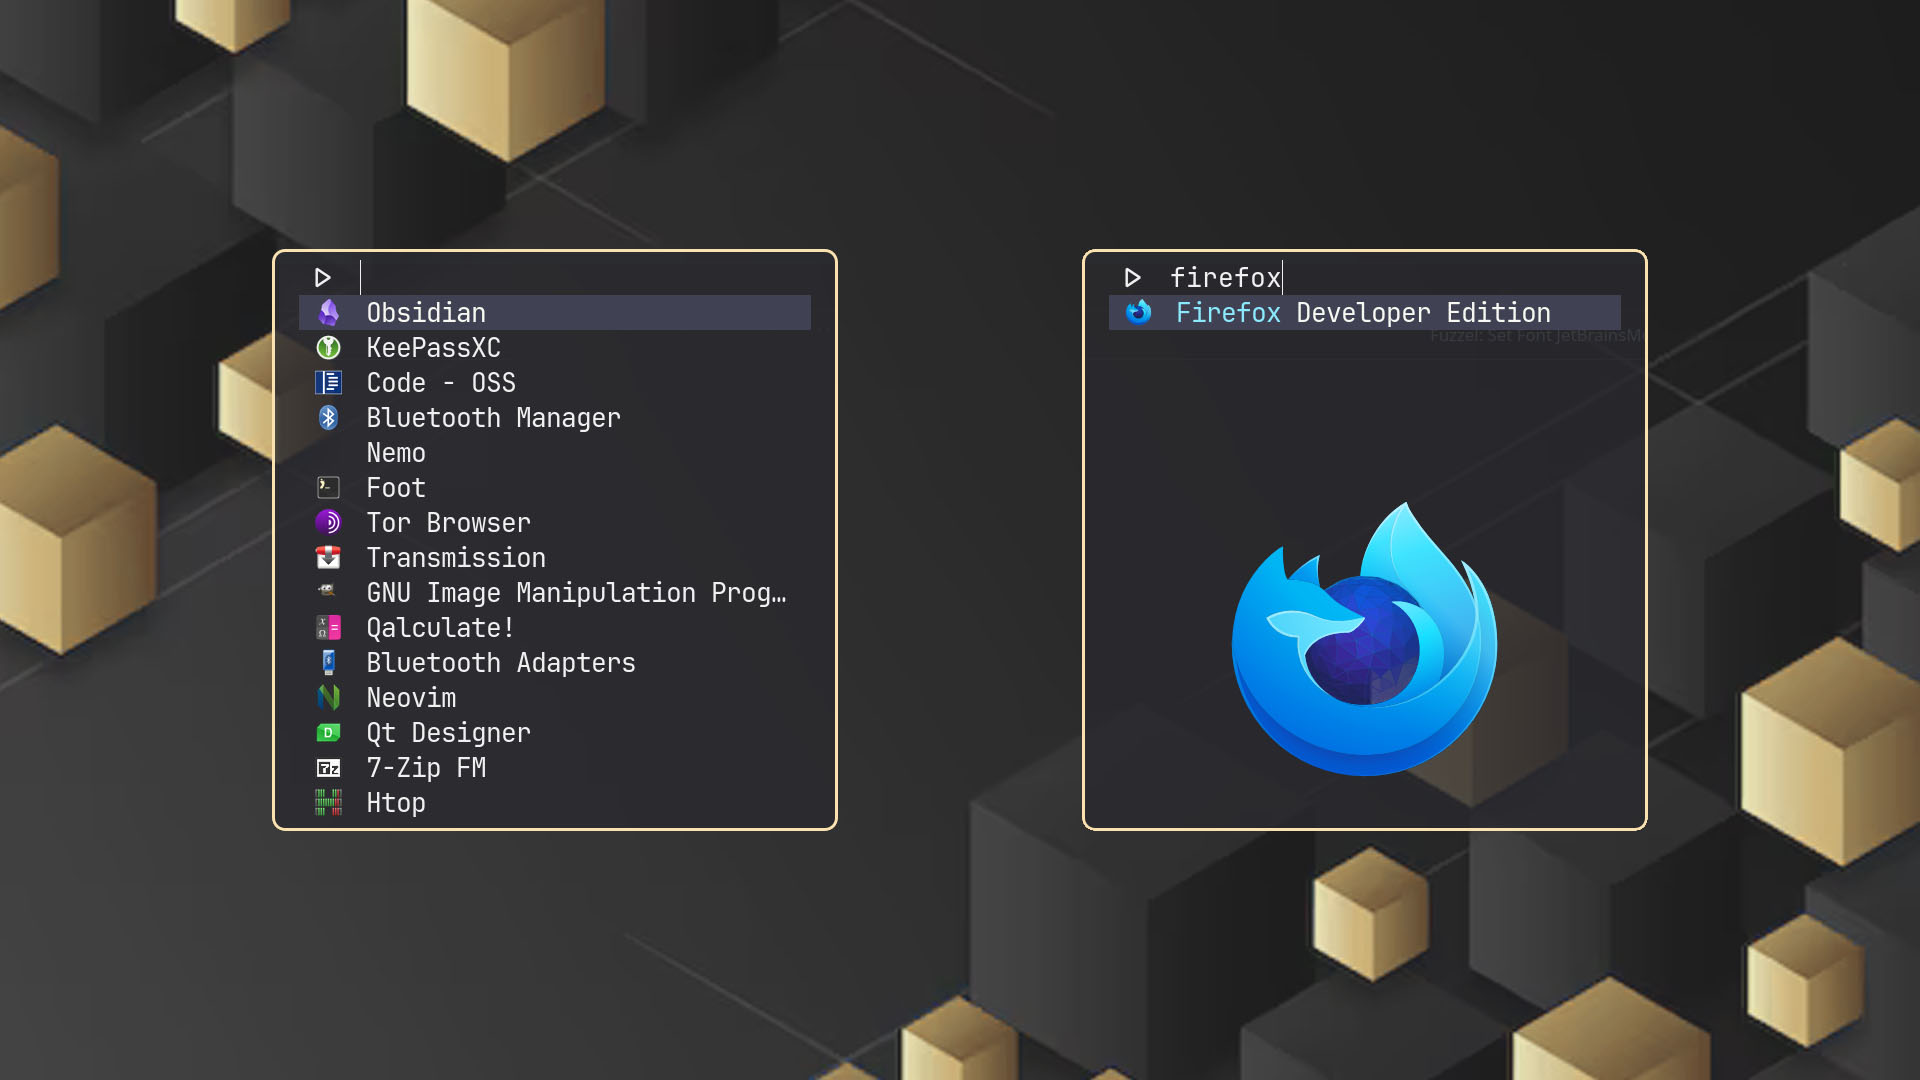 Obsidian
KeePassXC
Code - OSS
Bluetooth Manager
Nemo
Foot
Tor Browser
Transmission
GNU Image Manipulation Prog…
Qalculate!
Bluetooth Adapters
Neovim
Qt Designer
7-Zip FM
Htop
firefox
Firefox Developer Edition
Fuzzel: Set Font JetBrainsM